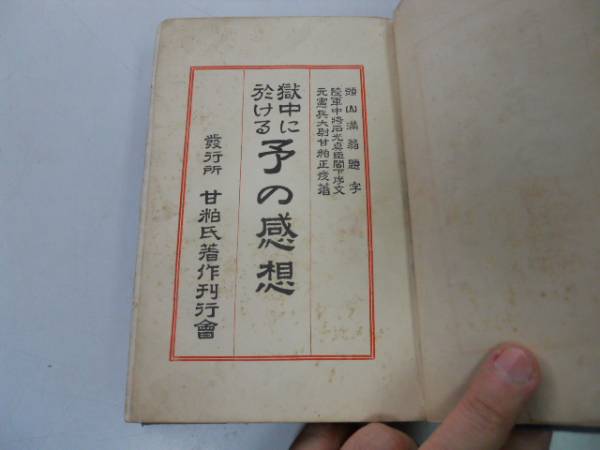 頭山満翁題字
陸軍中将石光真臣閣下序文
元憲兵大尉甘粕正彦著
獄中に
於ける
予の感想
發行所 甘粕氏著作刊行會